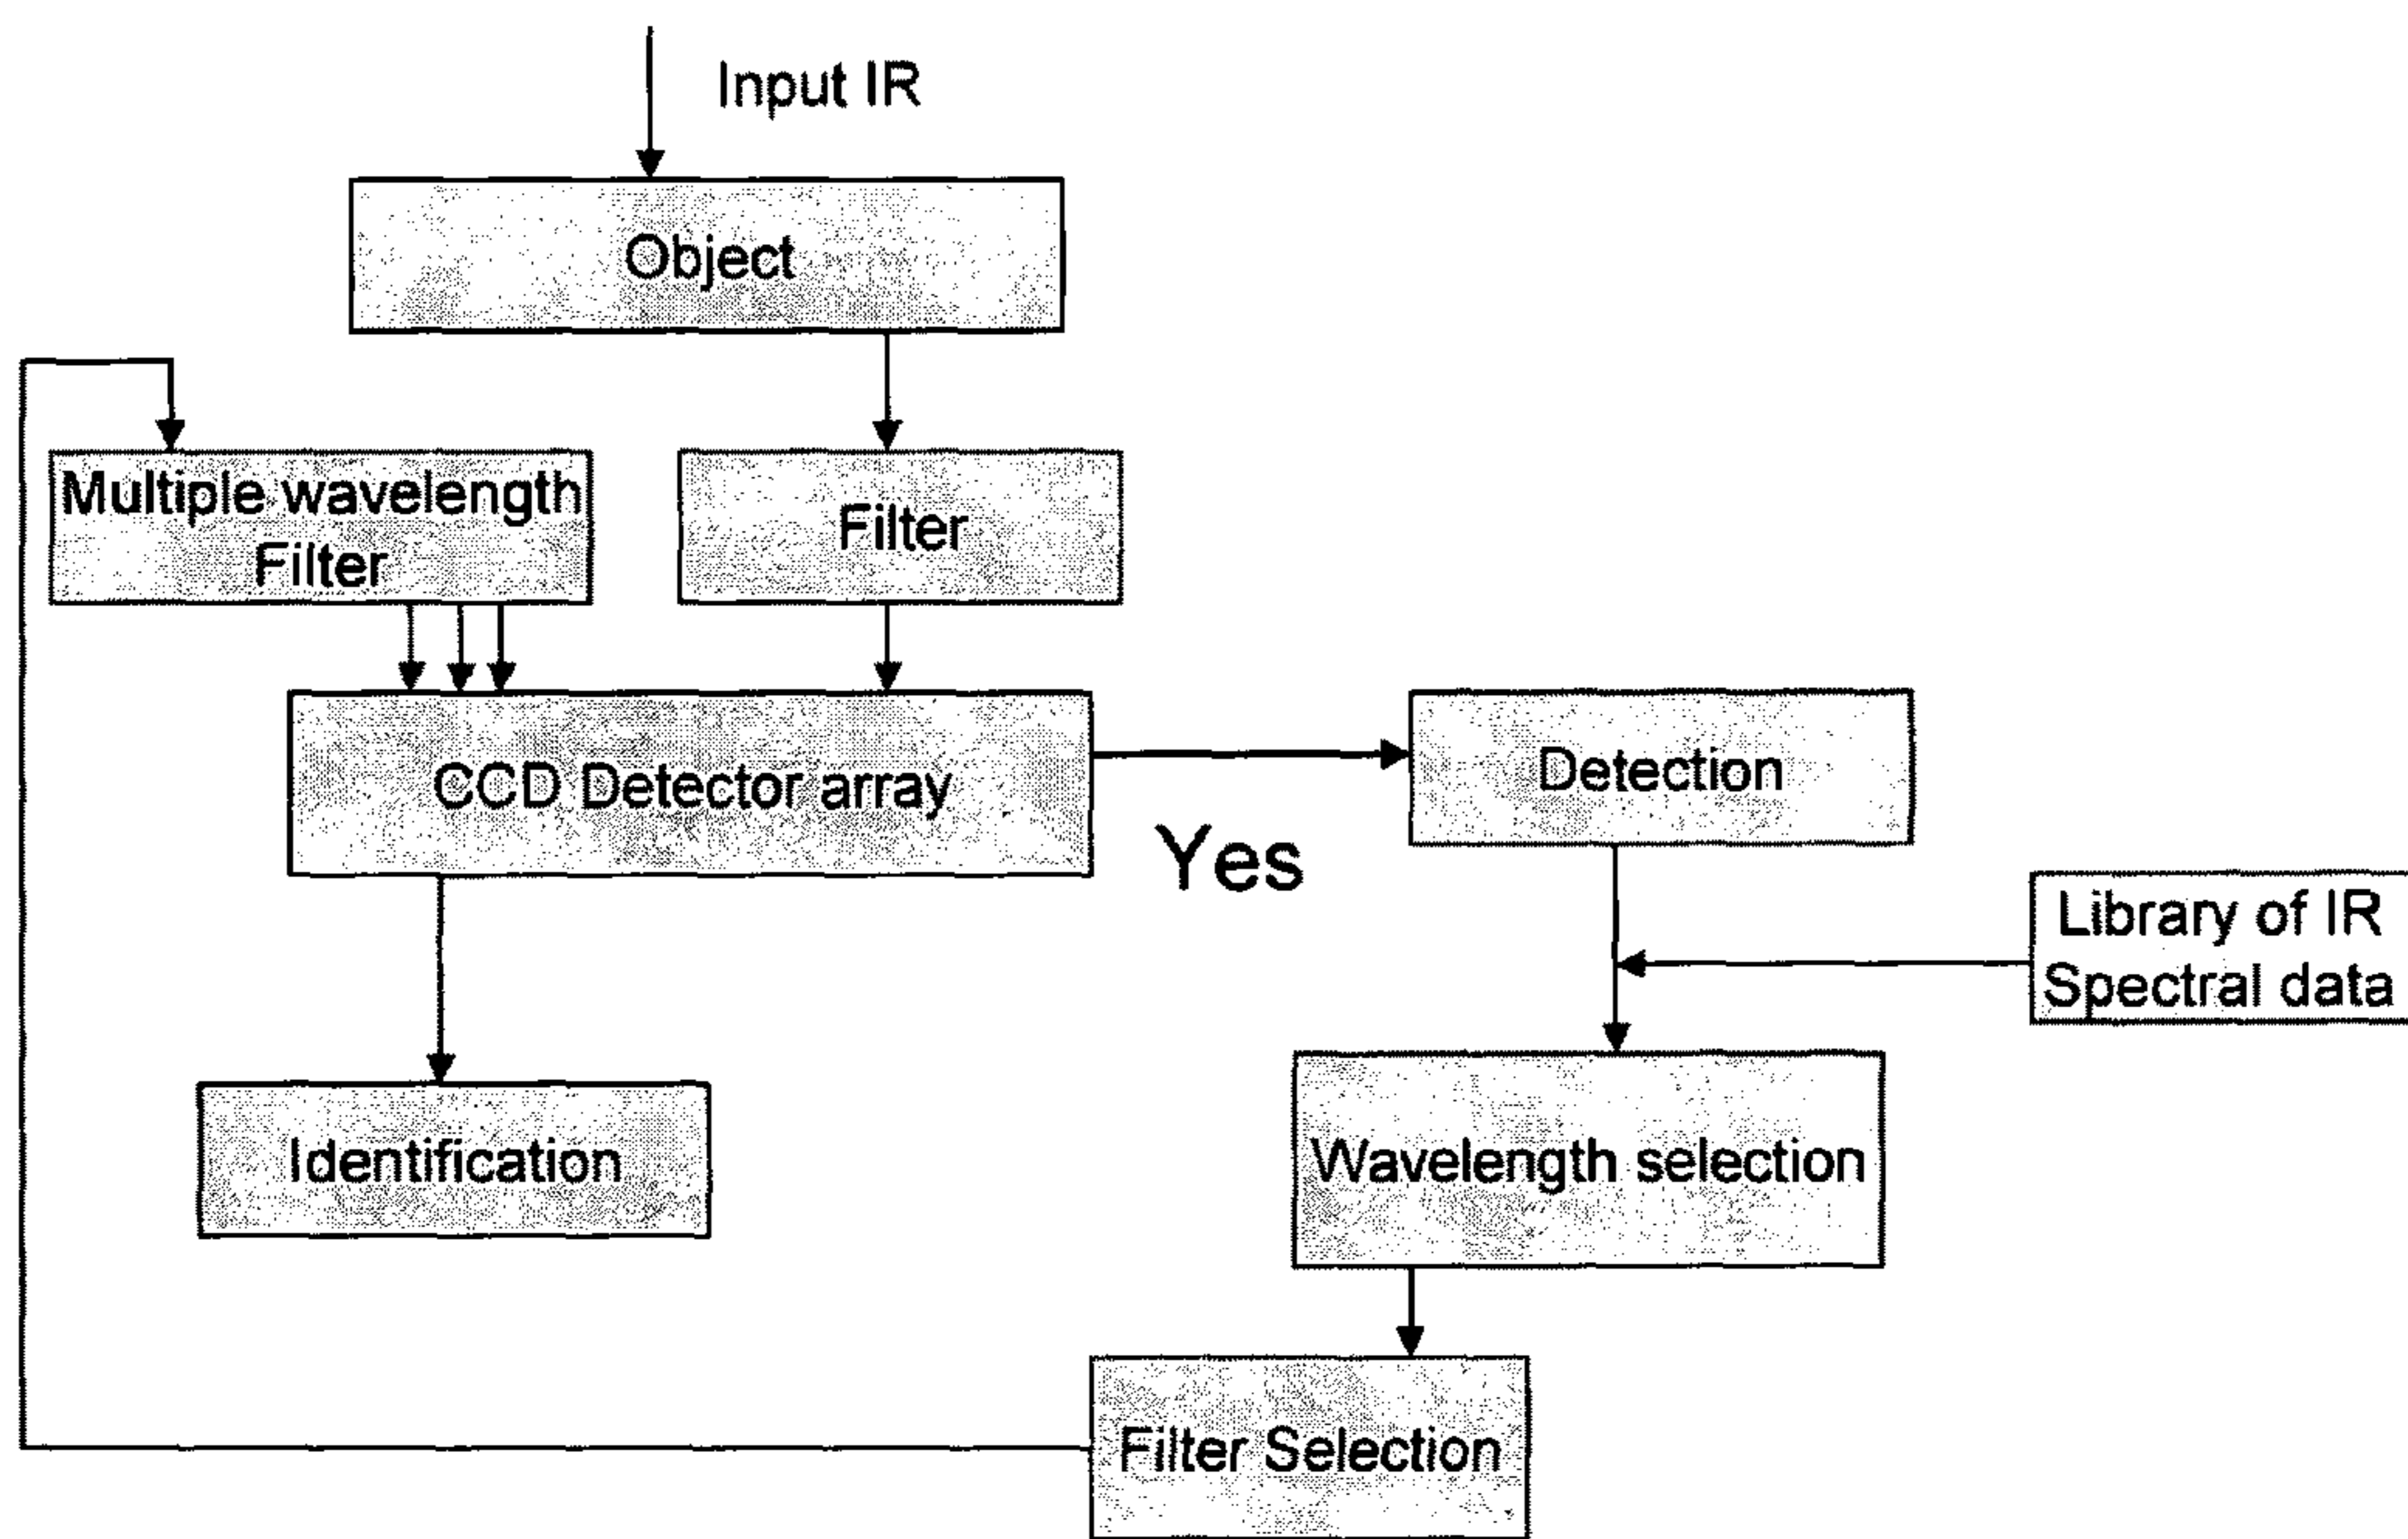 Input IR
Object
Multiple wavelength
Filter
Filter
CCD Detector array
Detection
Yes
Library of IR
Spectral data
Identification
Wavelength selection
Filter Selection